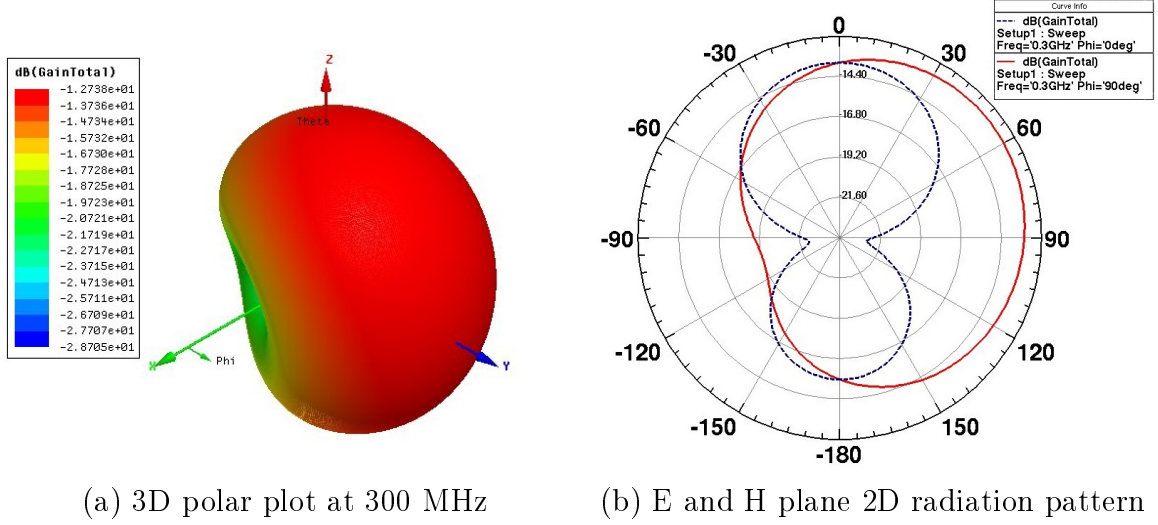 dB(GainTotal)
-1.2738e+01
-1.3736e+01
-1.4734e+01
-1.5732e+01
-1.6730e+01
-1.7728e+01
-1.8725e+01
-1.9723e+01
-2.0721e+01
-2.1719e+01
-2.2717e+01
-2.3715e+01
-2.4713e+01
-2.5711e+01
-2.6709e+01
-2.7707e+01
-2.8705e+01
Z
Theta
X
Phi
Y
Curve Info
dB(GainTotal)
Setup1 : Sweep
Freq='0.3GHz' Phi='0deg'
dB(GainTotal)
Setup1 : Sweep
Freq='0.3GHz' Phi='90deg'
0
-30
30
-14.40
-60
60
-16.80
-19.20
-21.60
-90
90
-120
120
-150
150
-180
(a) 3D polar plot at 300 MHz
(b) E and H plane 2D radiation pattern